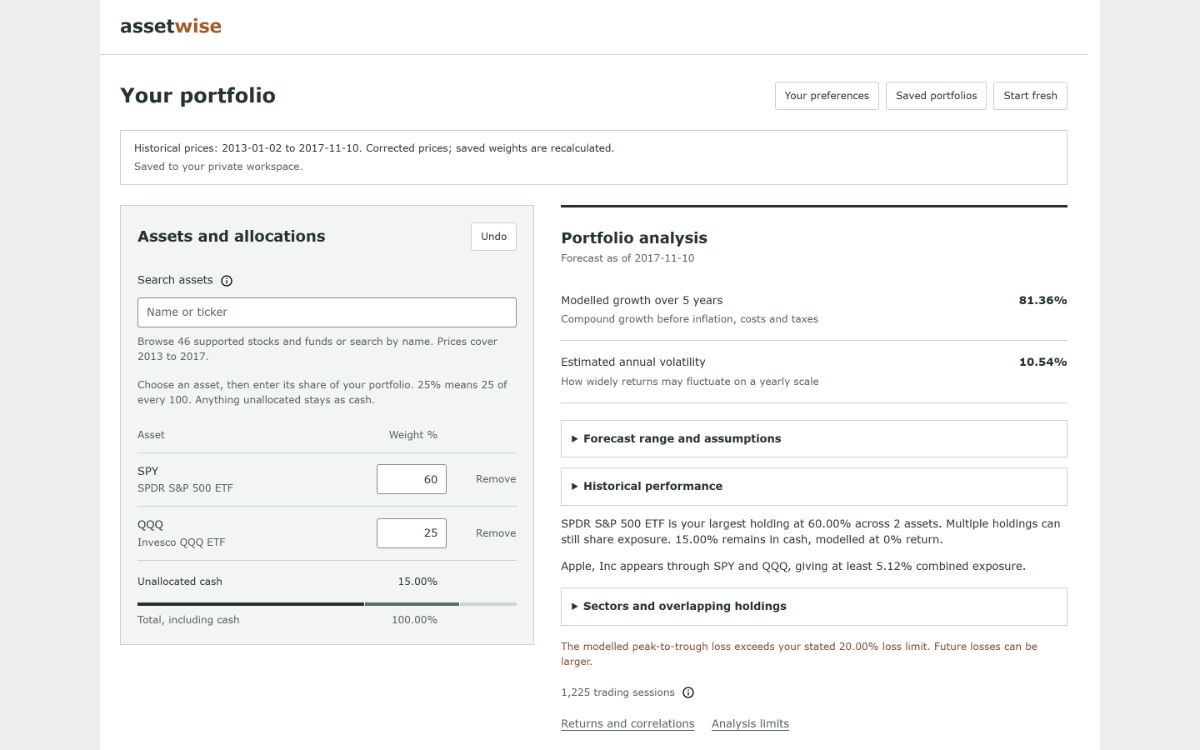 assetwise
Your portfolio
Your preferences
Saved portfolios
Start fresh
Historical prices: 2013-01-02 to 2017-11-10. Corrected prices; saved weights are recalculated.
Saved to your private workspace.
Assets and allocations
Undo
Search assets
Name or ticker
Browse 46 supported stocks and funds or search by name. Prices cover
2013 to 2017.
Choose an asset, then enter its share of your portfolio. 25% means 25 of
every 100. Anything unallocated stays as cash.
Asset Weight %
SPY
SPDR S&P 500 ETF
60 Remove
QQQ
Invesco QQQ ETF
25 Remove
Unallocated cash 15.00%
Total, including cash 100.00%
Portfolio analysis
Forecast as of 2017-11-10
Modelled growth over 5 years 81.36%
Compound growth before inflation, costs and taxes
Estimated annual volatility 10.54%
How widely returns may fluctuate on a yearly scale
Forecast range and assumptions
Historical performance
SPDR S&P 500 ETF is your largest holding at 60.00% across 2 assets. Multiple holdings can
still share exposure. 15.00% remains in cash, modelled at 0% return.
Apple, Inc appears through SPY and QQQ, giving at least 5.12% combined exposure.
Sectors and overlapping holdings
The modelled peak-to-trough loss exceeds your stated 20.00% loss limit. Future losses can be
larger.
1,225 trading sessions
Returns and correlations Analysis limits